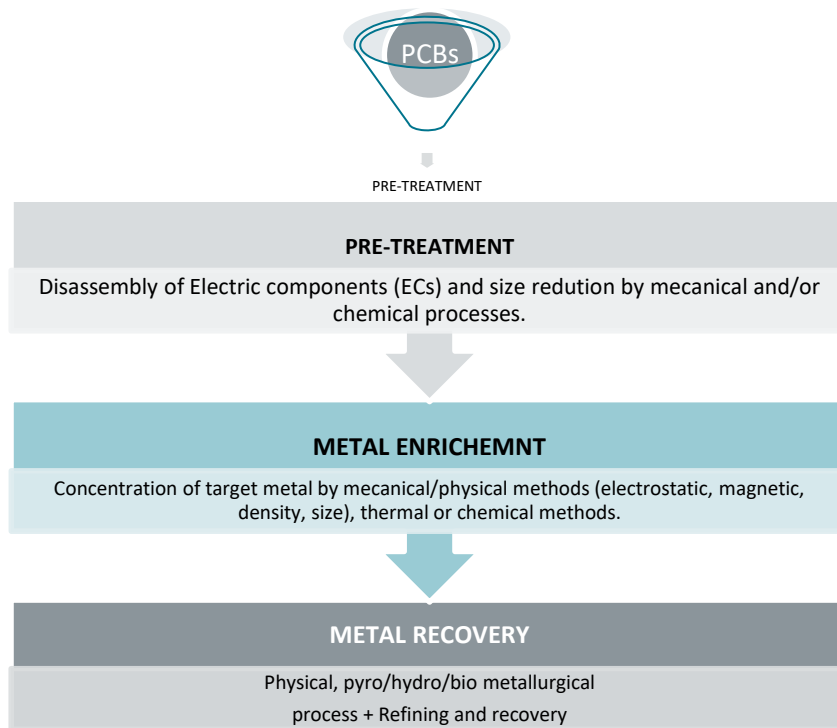 PCBs
PRE-TREATMENT
PRE-TREATMENT
Disassembly of Electric components (ECs) and size redution by mecanical and/or
chemical processes.
METAL ENRICHEMNT
Concentration of target metal by mecanical/physical methods (electrostatic, magnetic,
density, size), thermal or chemical methods.
METAL RECOVERY
Physical, pyro/hydro/bio metallurgical
process + Refining and recovery